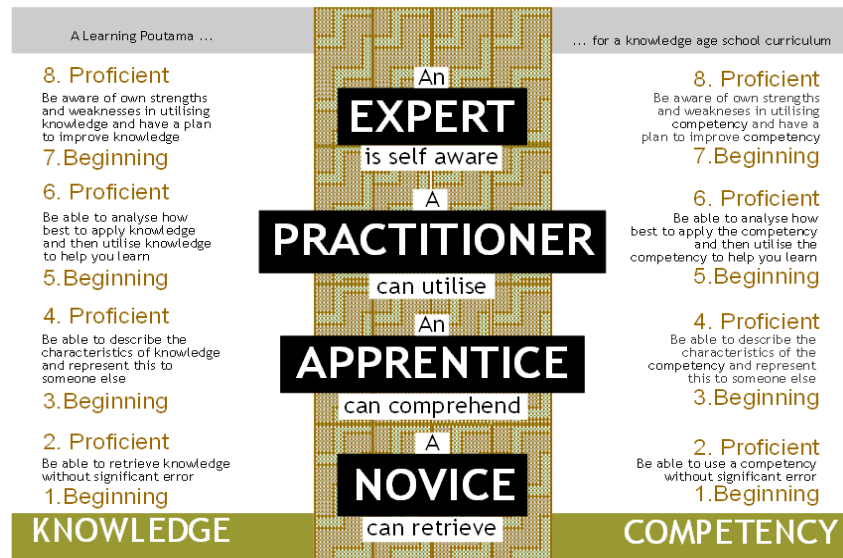 A Learning Poutama ...
... for a knowledge age school curriculum
8. Proficient
Be aware of own strengths
and weaknesses in utilising
knowledge and have a plan
to improve knowledge
7.Beginning
6. Proficient
Be able to analyse how
best to apply knowledge
and then utilise knowledge
to help you learn
5.Beginning
4. Proficient
Be able to describe the
characteristics of knowledge
and represent this to
someone else
3.Beginning
2. Proficient
Be able to retrieve knowledge
without significant error
1.Beginning
KNOWLEDGE
An
EXPERT
is self aware
A
PRACTITIONER
can utilise
An
APPRENTICE
can comprehend
A
NOVICE
can retrieve
8. Proficient
Be aware of own strengths
and weakneses in utilising
competency and have a
plan to improve competency
7.Beginning
6. Proficient
Be able to analyse how
best to apply the competency
and then utilise the
competency to help you learn
5.Beginning
4. Proficient
Be able to describe the
characteristics of the
competency and represent
this to someone else
3.Beginning
2. Proficient
Be able to use a competency
without significant error
1.Beginning
COMPETENCY